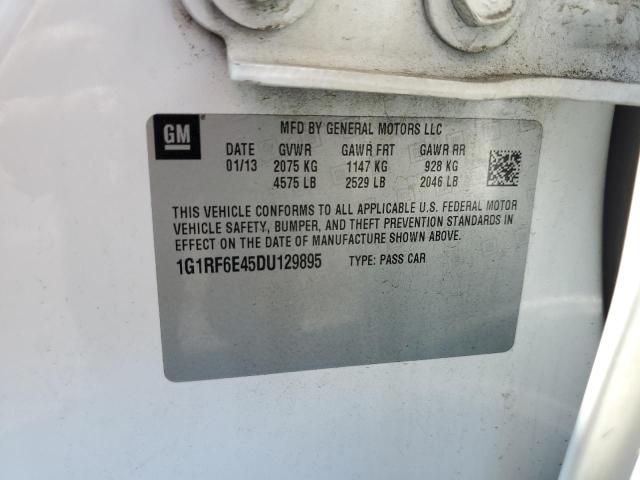 GM
MFD BY GENERAL MOTORS LLC
DATE GVWR GAWR FRT GAWR RR
01/13 2075 KG 1147 KG 928 KG
4575 LB 2529 LB 2046 LB
THIS VEHICLE CONFORMS TO ALL APPLICABLE U.S. FEDERAL MOTOR
VEHICLE SAFETY, BUMPER, AND THEFT PREVENTION STANDARDS IN
EFFECT ON THE DATE OF MANUFACTURE SHOWN ABOVE.
1G1RF6E45DU129895 TYPE: PASS CAR